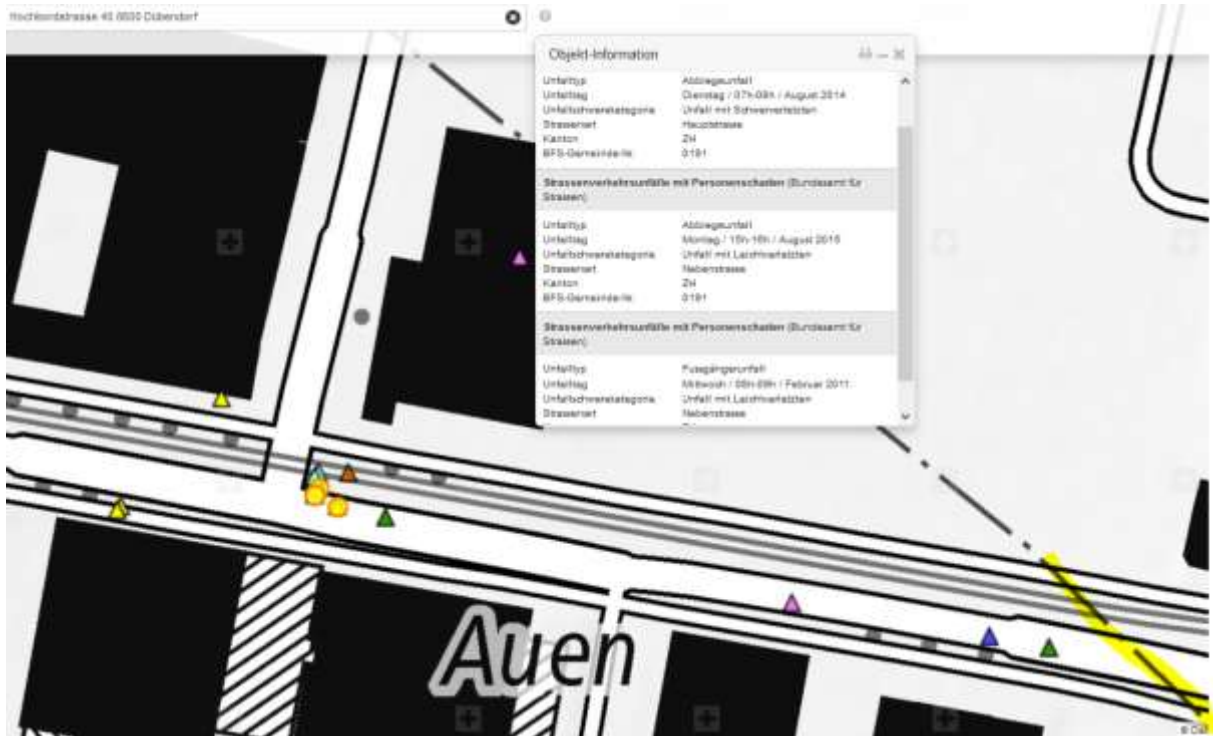 Hochbordstrasse 40 8600 Dübendorf
Objekt-Information
Unfalltyp Abbiegeunfall
Unfalltag Dienstag / 07h-08h / August 2014
Unfallschwerekategorie Unfall mit Schwerverletzten
Strassenart Hauptstrasse
Kanton ZH
BFS-Gemeinde-Nr. 0191
Strassenverkehrsunfälle mit Personenschaden (Bundesamt für
Strassen)
Unfalltyp Abbiegeunfall
Unfalltag Montag / 15h-16h / August 2015
Unfallschwerekategorie Unfall mit Leichtverletzten
Strassenart Nebenstrasse
Kanton ZH
BFS-Gemeinde-Nr. 0191
Strassenverkehrsunfälle mit Personenschaden (Bundesamt für
Strassen)
Unfalltyp Fussgängerunfall
Unfalltag Mittwoch / 08h-09h / Februar 2011
Unfallschwerekategorie Unfall mit Leichtverletzten
Strassenart Nebenstrasse
Auen